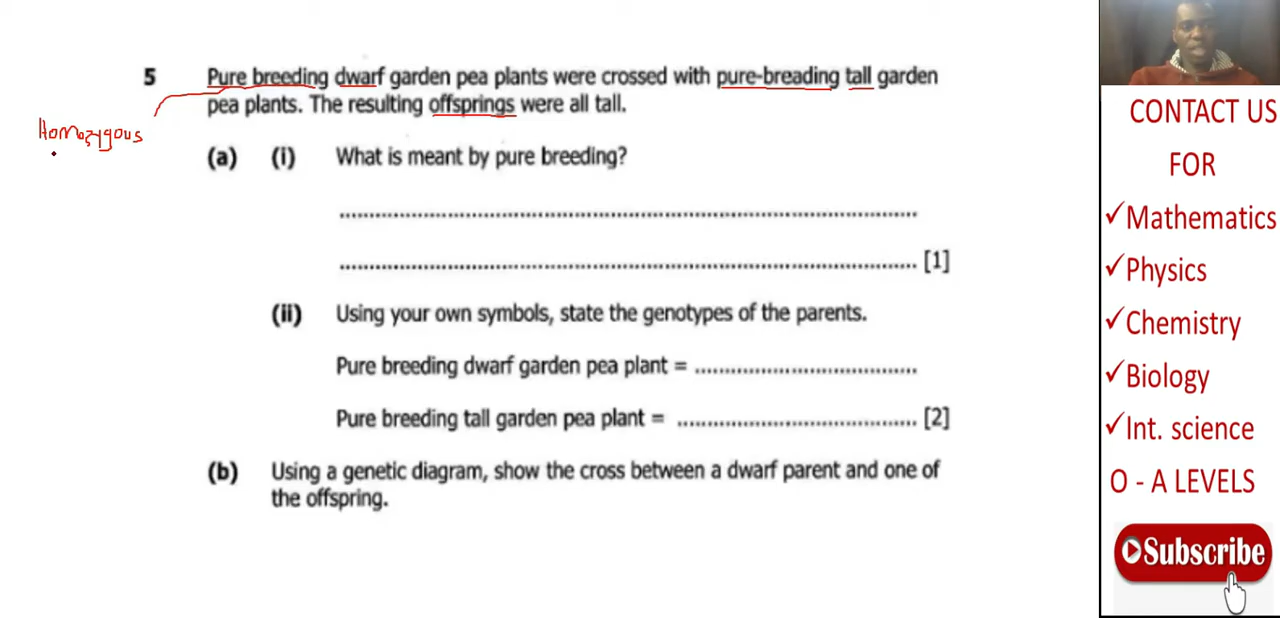 5 Pure breeding dwarf garden pea plants were crossed with pure-breading tall garden
pea plants. The resulting offsprings were all tall.
Homozygous
(a) (i) What is meant by pure breeding?
[1]
(ii) Using your own symbols, state the genotypes of the parents.
Pure breeding dwarf garden pea plant =
Pure breeding tall garden pea plant = [2]
(b) Using a genetic diagram, show the cross between a dwarf parent and one of
the offspring.
CONTACT US
FOR
✓Mathematics
✓Physics
✓Chemistry
✓Biology
✓Int. science
O - A LEVELS
Subscribe